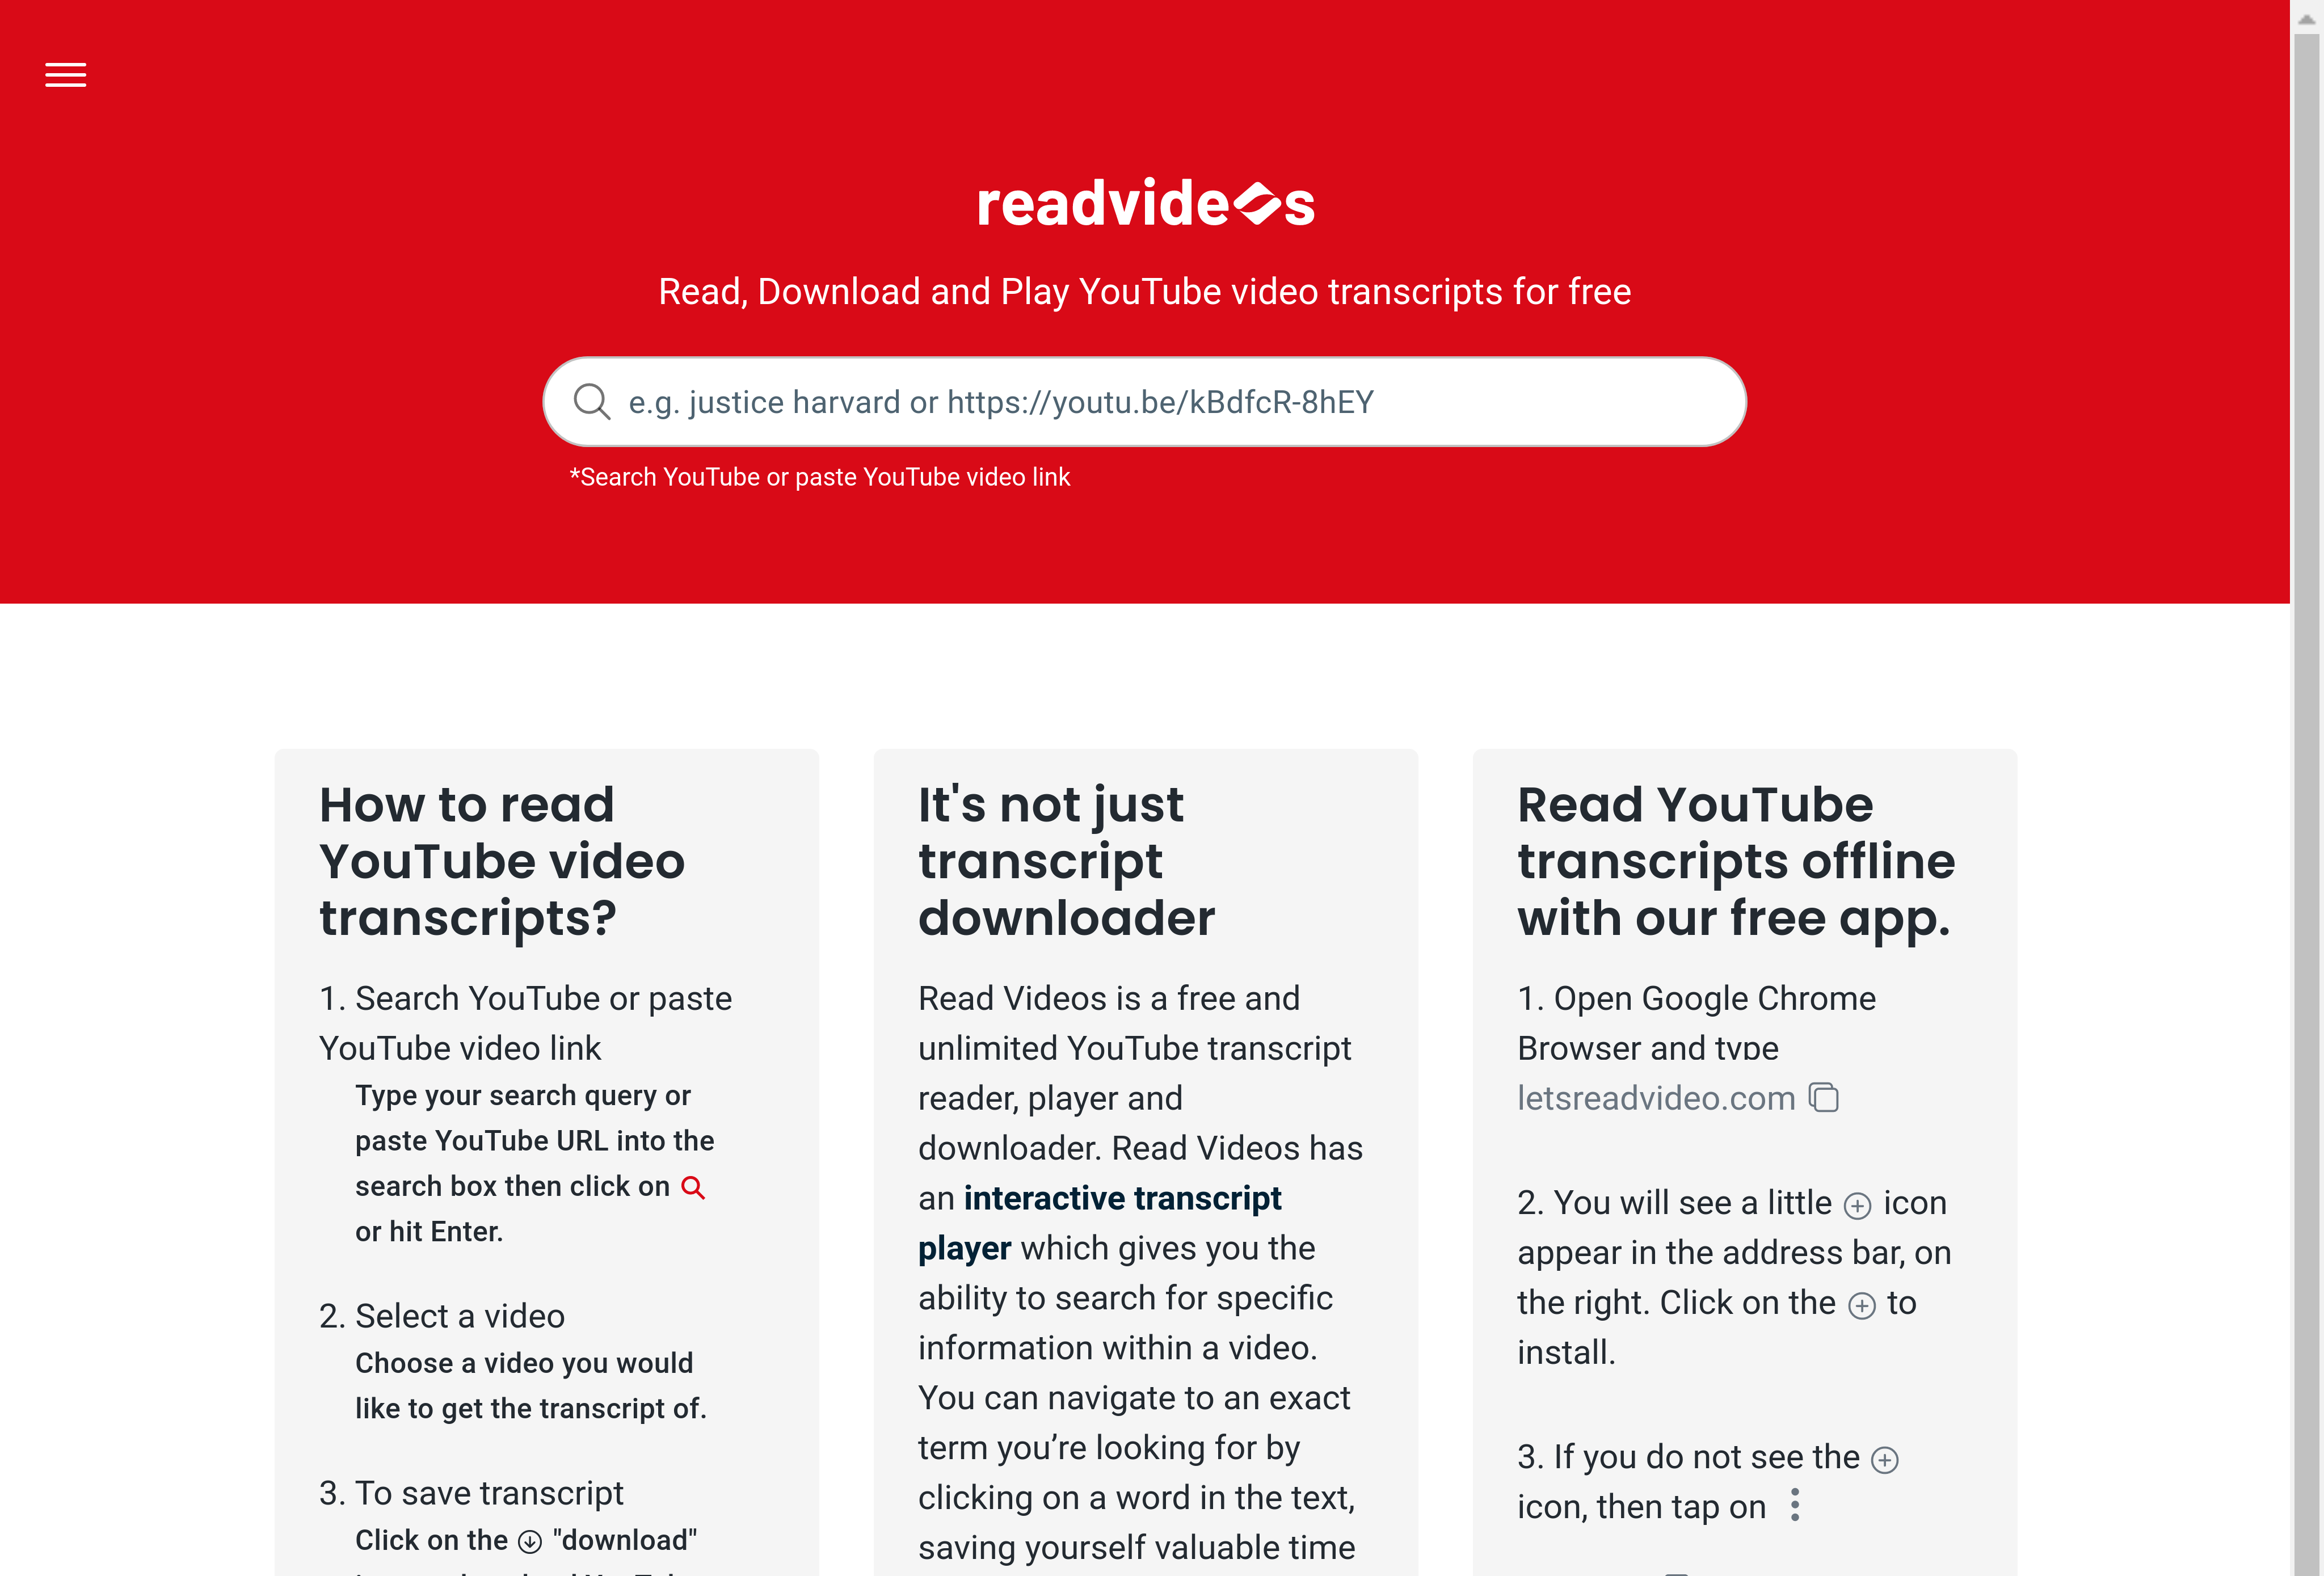 readvideos
Read, Download and Play YouTube video transcripts for free
e.g. justice harvard or https://youtu.be/kBdfcR-8hEY
*Search YouTube or paste YouTube video link
How to read
YouTube video
transcripts?
1. Search YouTube or paste
YouTube video link
Type your search query or
paste YouTube URL into the
search box then click on
or hit Enter.
2. Select a video
Choose a video you would
like to get the transcript of.
3. To save transcript
Click on the "download"
It's not just
transcript
downloader
Read Videos is a free and
unlimited YouTube transcript
reader, player and
downloader. Read Videos has
an interactive transcript
player which gives you the
ability to search for specific
information within a video.
You can navigate to an exact
term you’re looking for by
clicking on a word in the text,
saving yourself valuable time
Read YouTube
transcripts offline
with our free app.
1. Open Google Chrome
Browser and type
letsreadvideo.com
2. You will see a little icon
appear in the address bar, on
the right. Click on the to
install.
3. If you do not see the
icon, then tap on